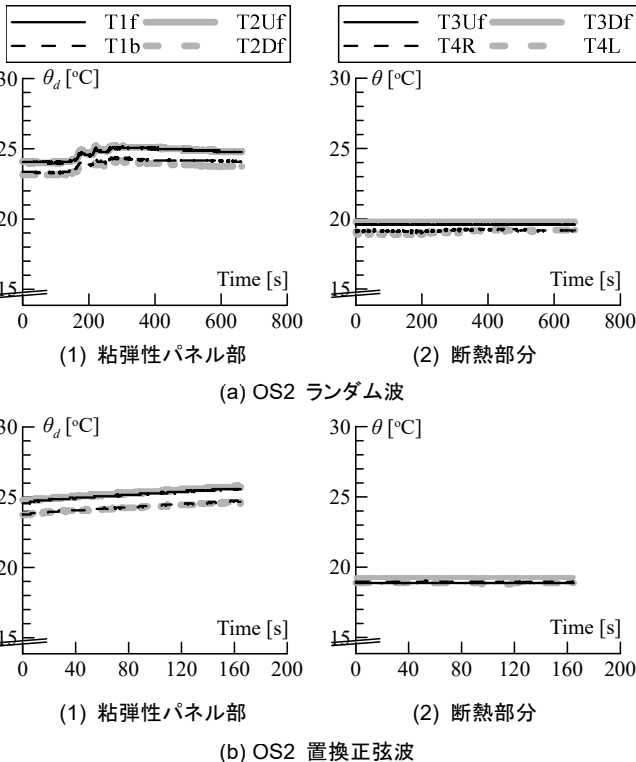 T1f T2Uf T3Uf T3Df
T1b T2Df T4R T4L
30 θd [°C] 30 θ [°C]
25 25
20 20
15 Time [s] 15 Time [s]
0 200 400 600 800 0 200 400 600 800
(1) 粘弾性パネル部 (2) 断熱部分
(a) OS2 ランダム波
30 θd [°C] 30 θ [°C]
25 25
20 20
15 Time [s] 15 Time [s]
0 40 80 120 160 200 0 40 80 120 160 200
(1) 粘弾性パネル部 (2) 断熱部分
(b) OS2 置換正弦波